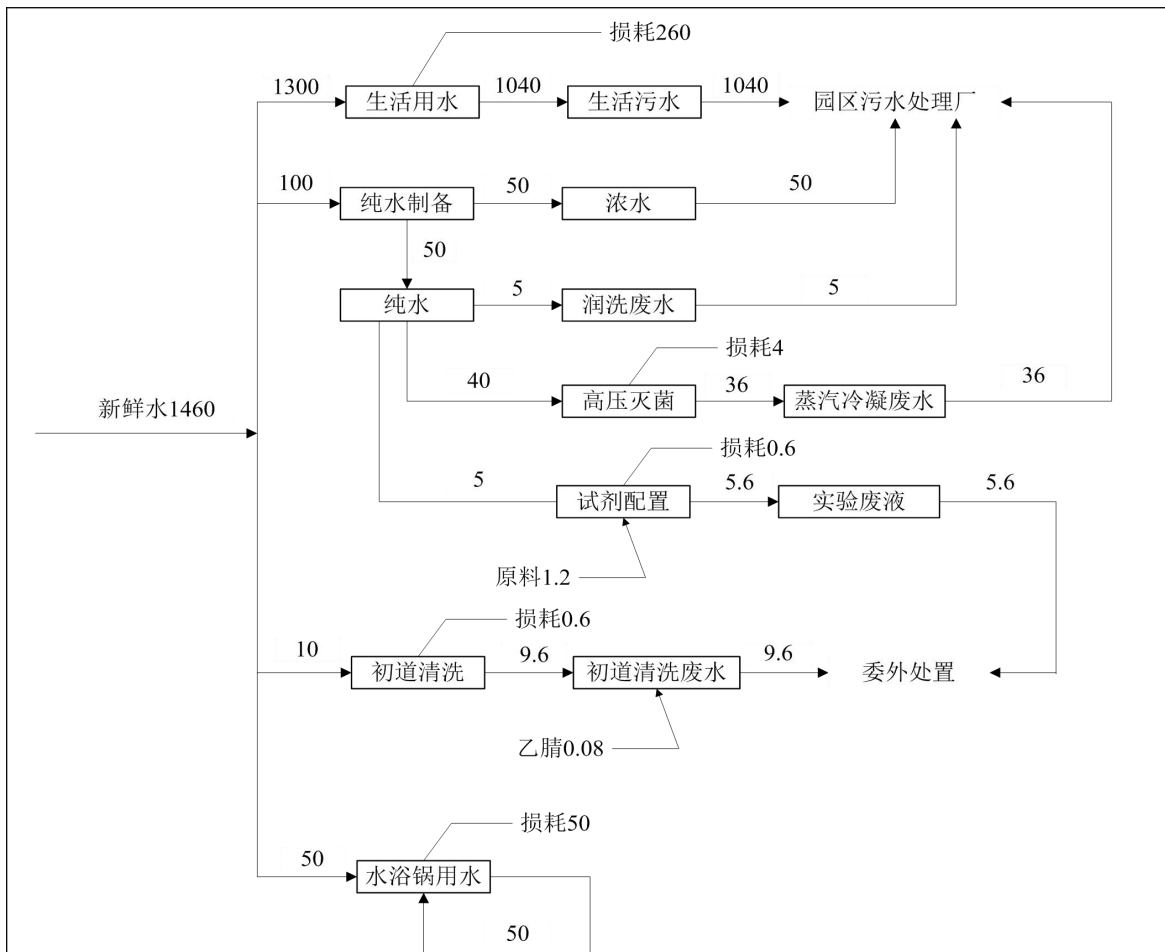 损耗260
1300
生活用水
1040
生活污水
1040
园区污水处理厂
100
纯水制备
50
浓水
50
50
纯水
5
润洗废水
5
损耗4
40
高压灭菌
36
蒸汽冷凝废水
36
新鲜水1460
损耗0.6
5
试剂配置
5.6
实验废液
5.6
原料1.2
损耗0.6
10
初道清洗
9.6
初道清洗废水
9.6
委外处置
乙腈0.08
损耗50
50
水浴锅用水
50